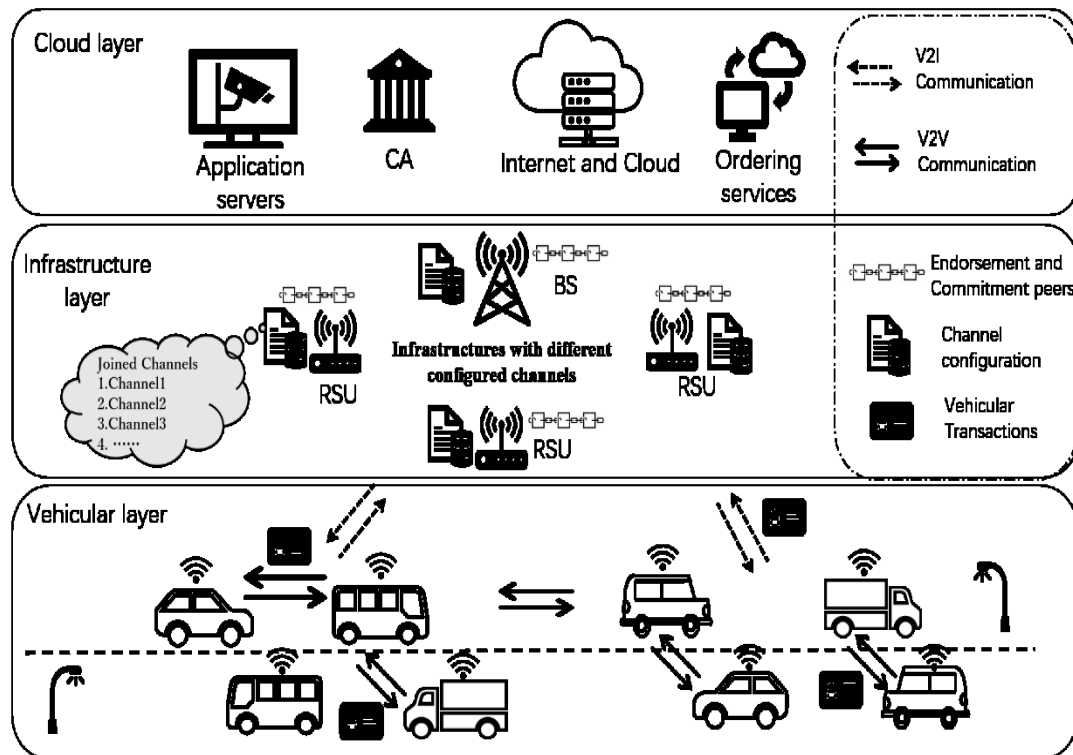 Cloud layer
Application
servers
CA
Internet and Cloud
Ordering
services
V2I
Communication
V2V
Communication
Infrastructure
layer
BS
Endorsement and
Commitment peers
Joined Channels
1.Channel1
2.Channel2
3.Channel3
4. ······
RSU
Infrastructures with different
configured channels
RSU
RSU
Channel
configuration
Vehicular
Transactions
Vehicular layer